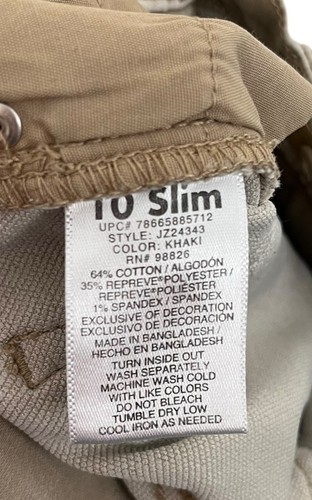 10 Slim
UPC# 78665885712
STYLE: JZ24343
COLOR: KHAKI
RN# 98826
64% COTTON / ALGODÓN
35% REPREVE®POLYESTER /
REPREVE®POLIÉSTER
1% SPANDEX / SPANDEX
EXCLUSIVE OF DECORATION
EXCLUSIVO DE DECORACIÓN
MADE IN BANGLADESH /
HECHO EN BANGLADESH
TURN INSIDE OUT
WASH SEPARATELY
MACHINE WASH COLD
WITH LIKE COLORS
DO NOT BLEACH
TUMBLE DRY LOW
COOL IRON AS NEEDED